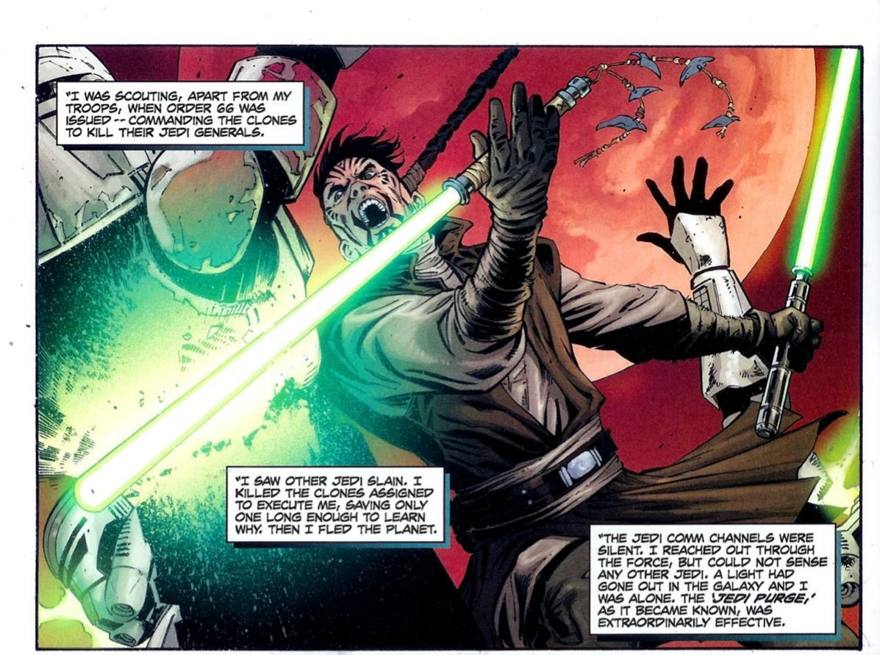 "I WAS SCOUTING, APART FROM MY
TROOPS, WHEN ORDER 66 WAS
ISSUED -- COMMANDING THE CLONES
TO KILL THEIR JEDI GENERALS.
"I SAW OTHER JEDI SLAIN. I
KILLED THE CLONES ASSIGNED
TO EXECUTE ME, SAVING ONLY
ONE LONG ENOUGH TO LEARN
WHY. THEN I FLED THE PLANET.
"THE JEDI COMM CHANNELS WERE
SILENT. I REACHED OUT THROUGH
THE FORCE, BUT COULD NOT SENSE
ANY OTHER JEDI. A LIGHT HAD
GONE OUT IN THE GALAXY AND I
WAS ALONE. THE 'JEDI PURGE,'
AS IT BECAME KNOWN, WAS
EXTRAORDINARILY EFFECTIVE.